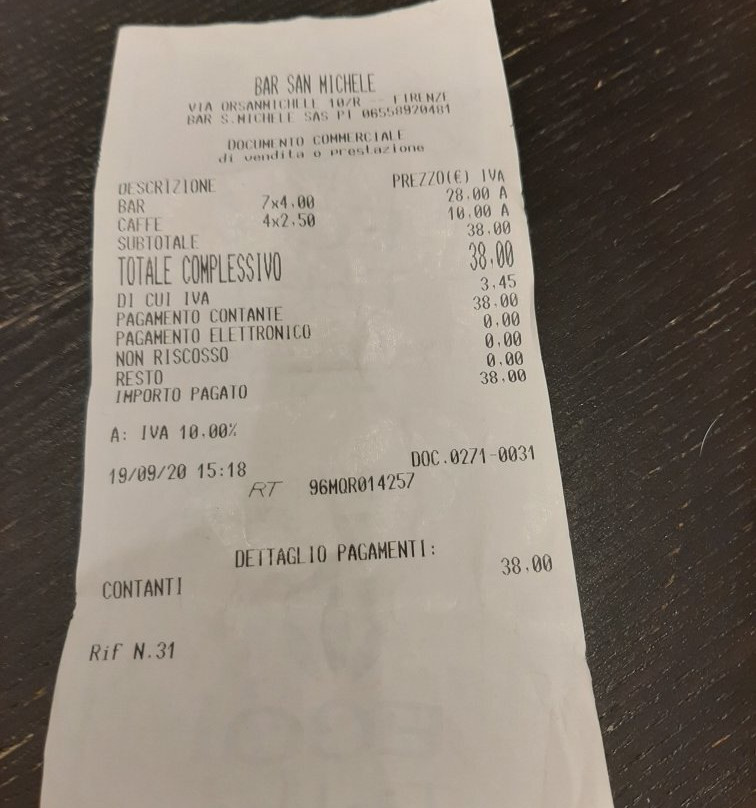 BAR SAN MICHELE
VIA ORSANMICHELE 10/R -- FIRENZE
BAR S.MICHELE SAS PI 06558920481
DOCUMENTO COMMERCIALE
di vendita o prestazione
DESCRIZIONE PREZZO(€) IVA
BAR 7x4.00 28.00 A
CAFFE 4x2.50 10.00 A
SUBTOTALE 38.00
TOTALE COMPLESSIVO 38.00
DI CUI IVA 3.45
PAGAMENTO CONTANTE 38.00
PAGAMENTO ELETTRONICO 0.00
NON RISCOSSO 0.00
RESTO 0.00
IMPORTO PAGATO 38.00
A: IVA 10.00%
19/09/20 15:18 DOC.0271-0031
RT 96MQR014257
DETTAGLIO PAGAMENTI:
CONTANTI 38.00
Rif N.31